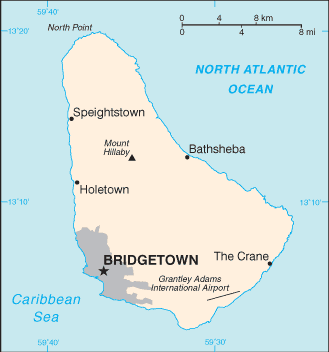 59°40'
13°20'
North Point
0 4 8 km
0 4 8 mi
NORTH ATLANTIC
OCEAN
Speightstown
Mount
Hillaby
Bathsheba
Holetown
13°10'
13°10'
BRIDGETOWN
The Crane
Grantley Adams
International Airport
Caribbean
Sea
59°40'
59°30'